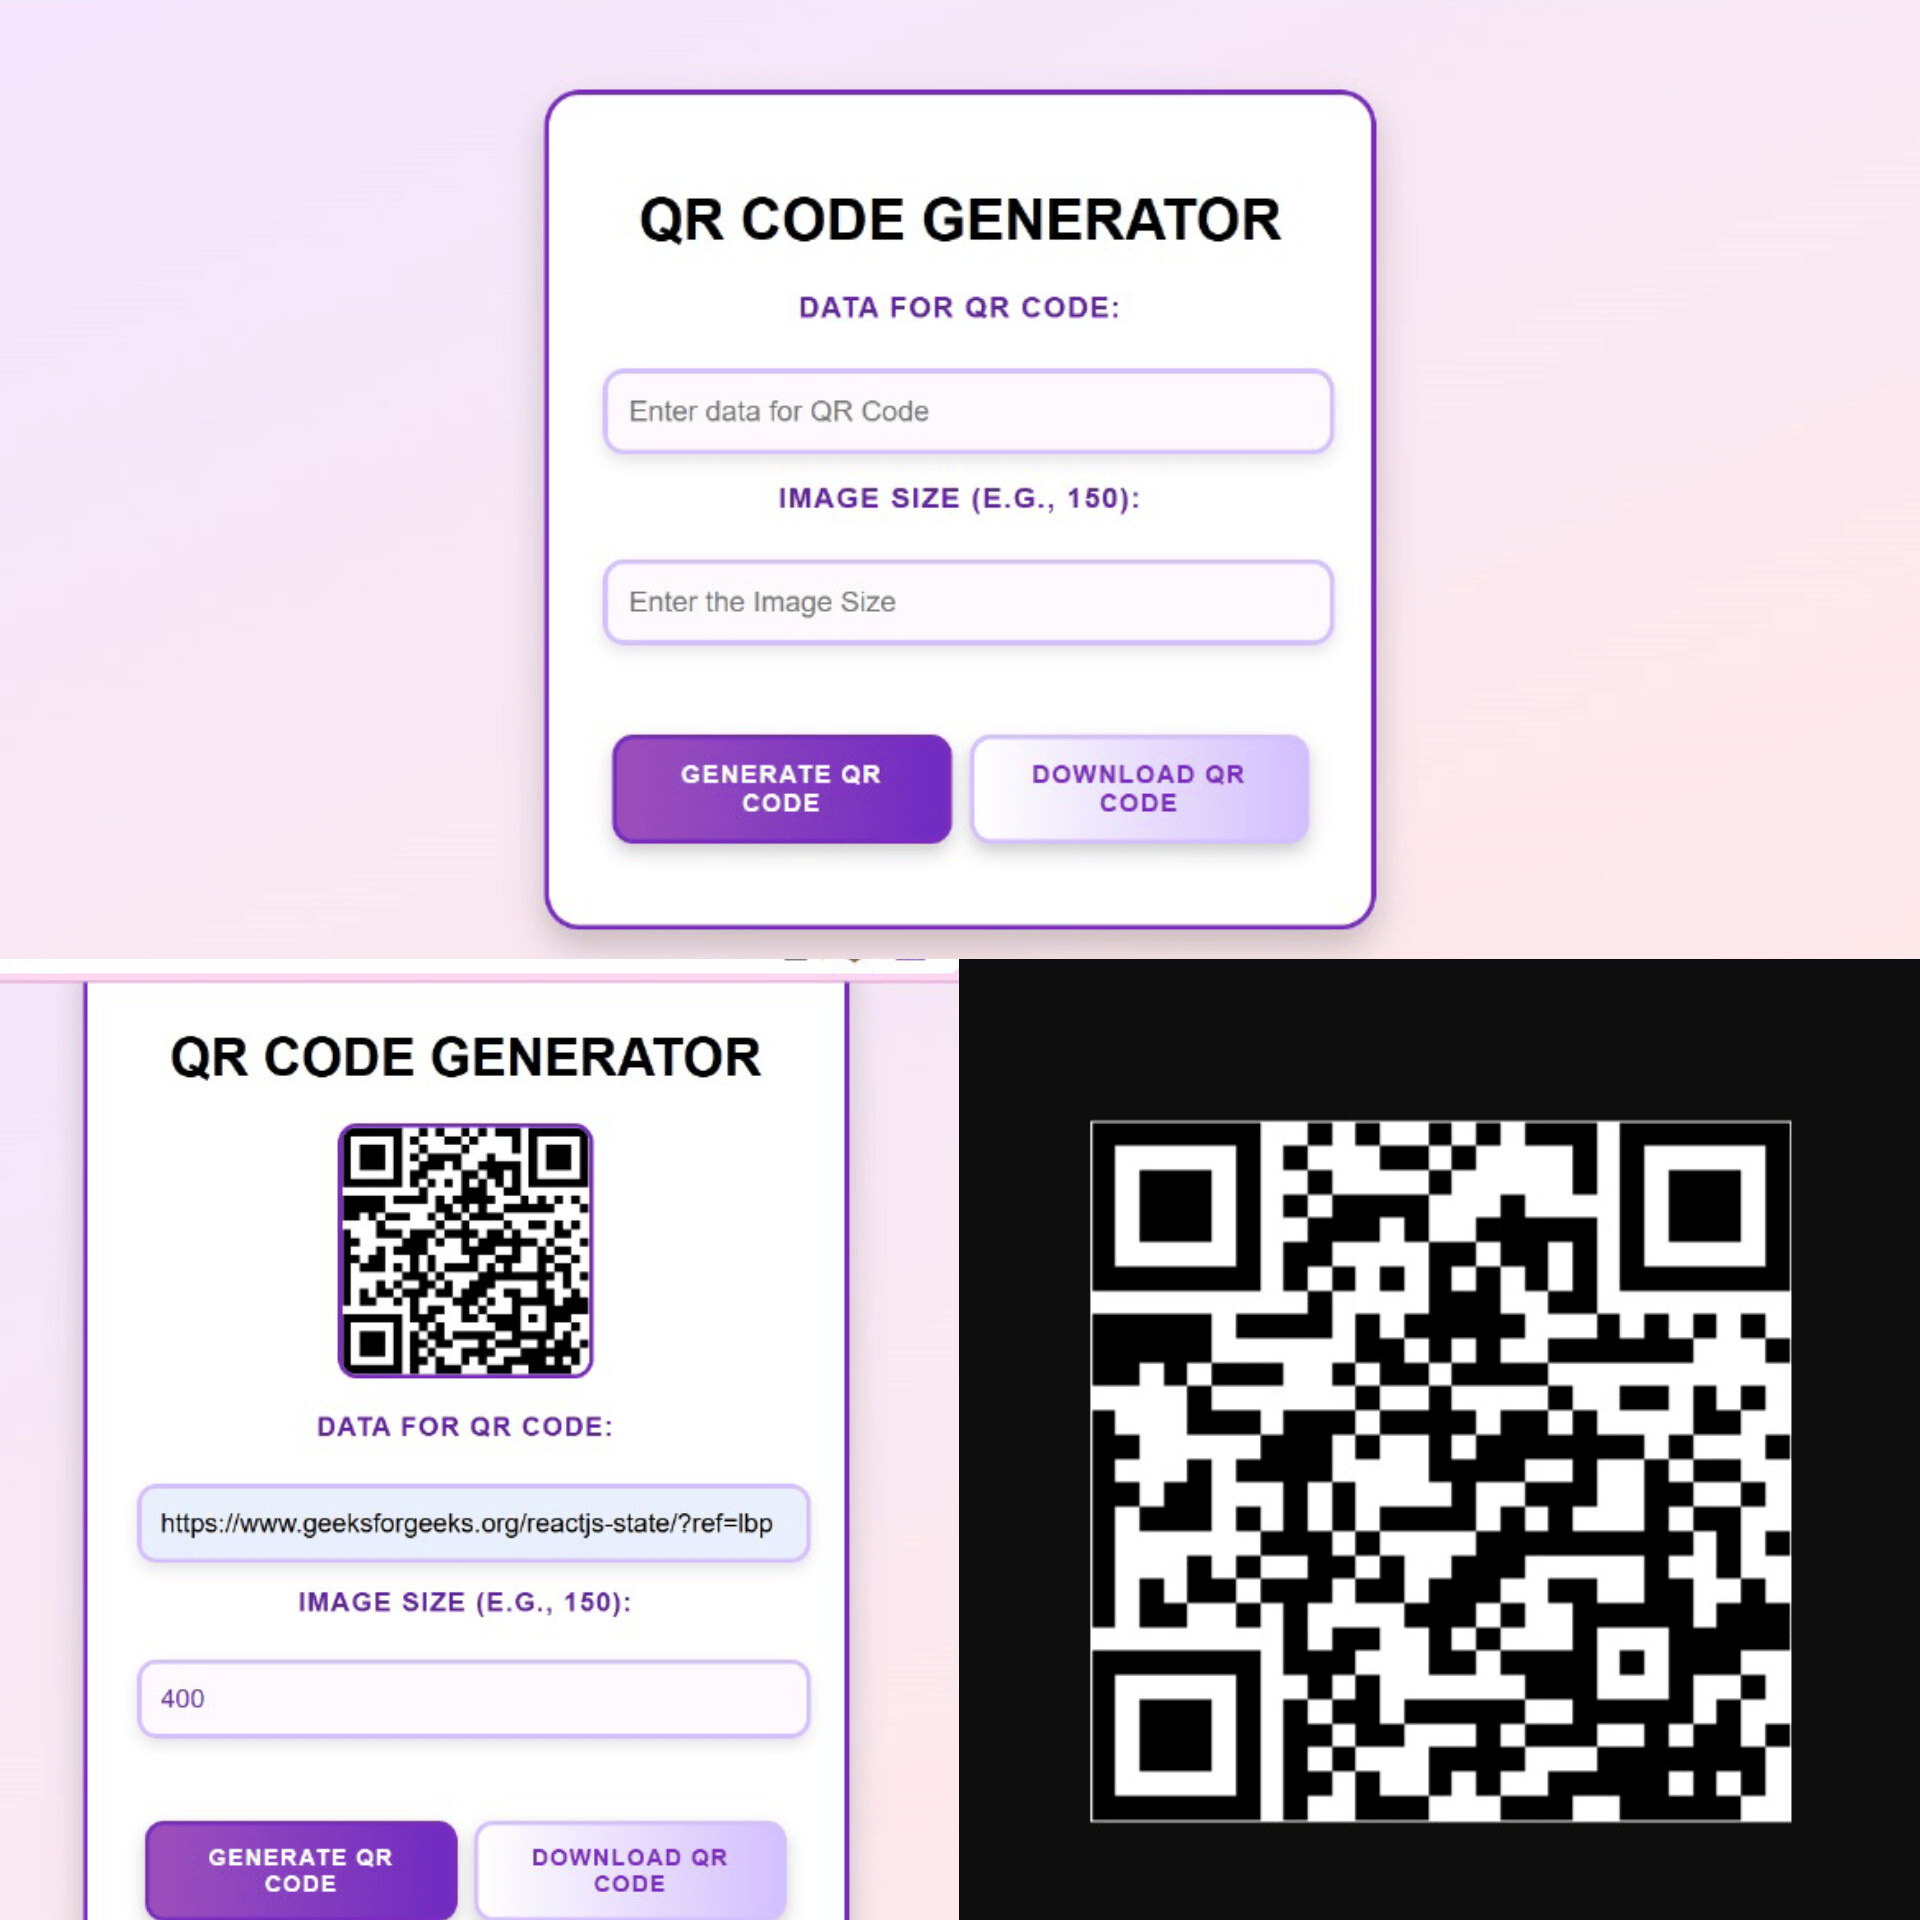 QR CODE GENERATOR
DATA FOR QR CODE:
Enter data for QR Code
IMAGE SIZE (E.G., 150):
Enter the Image Size
GENERATE QR
CODE
DOWNLOAD QR
CODE
QR CODE GENERATOR
DATA FOR QR CODE:
https://www.geeksforgeeks.org/reactjs-state/?ref=lbp
IMAGE SIZE (E.G., 150):
400
GENERATE QR
CODE
DOWNLOAD QR
CODE